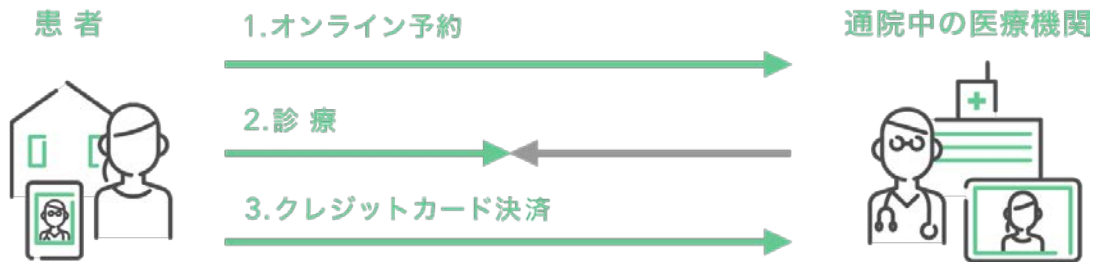 患者
1.オンライン予約
通院中の医療機関
2.診療
3.クレジットカード決済